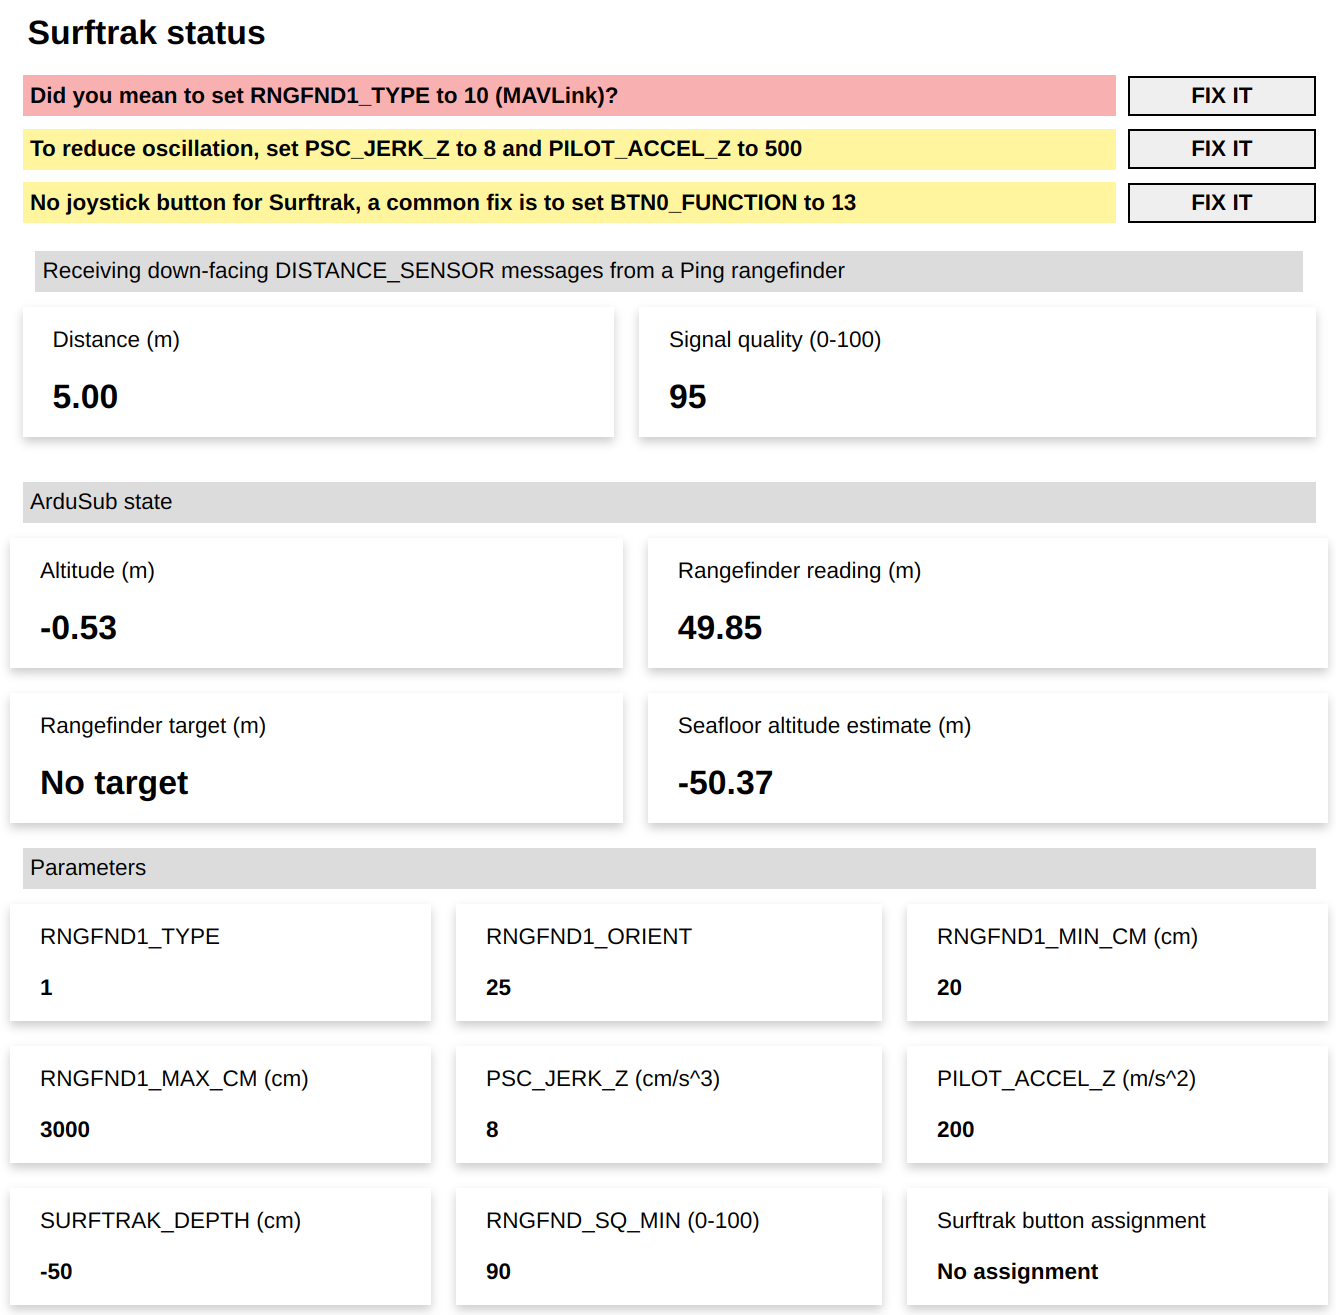 Surftrak status
Did you mean to set RNGFND1_TYPE to 10 (MAVLink)?
FIX IT
To reduce oscillation, set PSC_JERK_Z to 8 and PILOT_ACCEL_Z to 500
FIX IT
No joystick button for Surftrak, a common fix is to set BTN0_FUNCTION to 13
FIX IT
Receiving down-facing DISTANCE_SENSOR messages from a Ping rangefinder
Distance (m)
5.00
Signal quality (0-100)
95
ArduSub state
Altitude (m)
-0.53
Rangefinder reading (m)
49.85
Rangefinder target (m)
No target
Seafloor altitude estimate (m)
-50.37
Parameters
RNGFND1_TYPE
1
RNGFND1_ORIENT
25
RNGFND1_MIN_CM (cm)
20
RNGFND1_MAX_CM (cm)
3000
PSC_JERK_Z (cm/s^3)
8
PILOT_ACCEL_Z (m/s^2)
200
SURFTRAK_DEPTH (cm)
-50
RNGFND_SQ_MIN (0-100)
90
Surftrak button assignment
No assignment